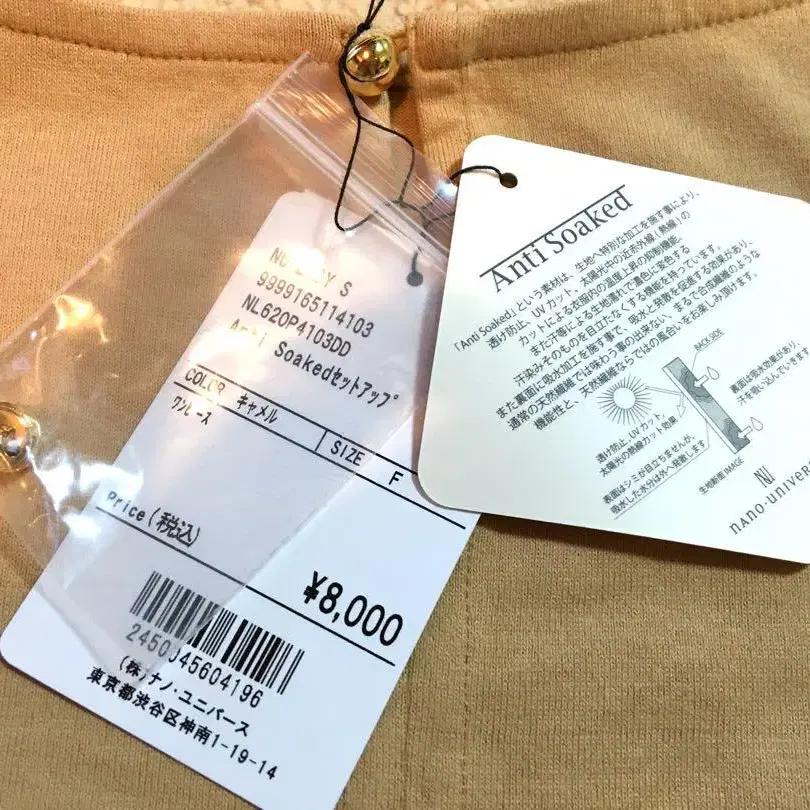 NU LADY S
9999165114103
NL620P4103DD
Anti Soakedセットアップ
COLOR キャメル SIZE F
ワンピース
Price(税込)
¥8,000
2450045604196
(株)ナノ・ユニバース
東京都渋谷区神南1-19-14
Anti Soaked
「Anti Soaked」という素材は、生地へ特別な加工を施す事により、
透け防止、UVカット、太陽光中の近赤外線(熱線)の
カットによる衣服内の温度上昇の抑制機能、
また汗等による生地濡れで濃色に変色する
汗染みそのものを目立たなくする機能を持っています。
また裏面に吸水加工を施す事で、吸水と発散を促進する効果があり、
通常の天然繊維では味わう事の出来ない、まるで合成繊維のような
機能性と、天然繊維ならではの風合いをお楽しみ頂けます。
BACK SIDE
裏面は吸水効果があり、
汗を吸い込んでいきます
透け防止、UVカット、
太陽光の熱線カット効果
表面はシミが目立ちませんが、
吸水した水分は外へ発散します
生地断面 IMAGE
NU
nano·univer